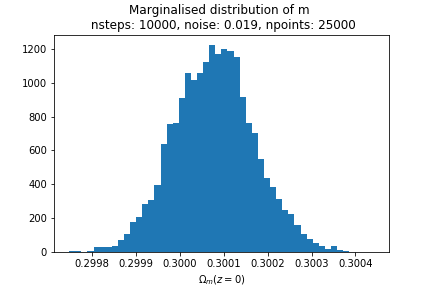 Marginalised distribution of m
nsteps: 10000, noise: 0.019, npoints: 25000
1200
1000
800
600
400
200
0
0.2998 0.2999 0.3000 0.3001 0.3002 0.3003 0.3004
Ωm(z = 0)